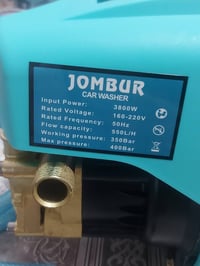 JOMBUR
CAR WASHER
Input Power: 3800W
Rated Voltage: 160-220V
Rated Frequency: 50Hz
Flow capacity: 550L/H
Working pressure: 350Bar
Max pressure: 400Bar